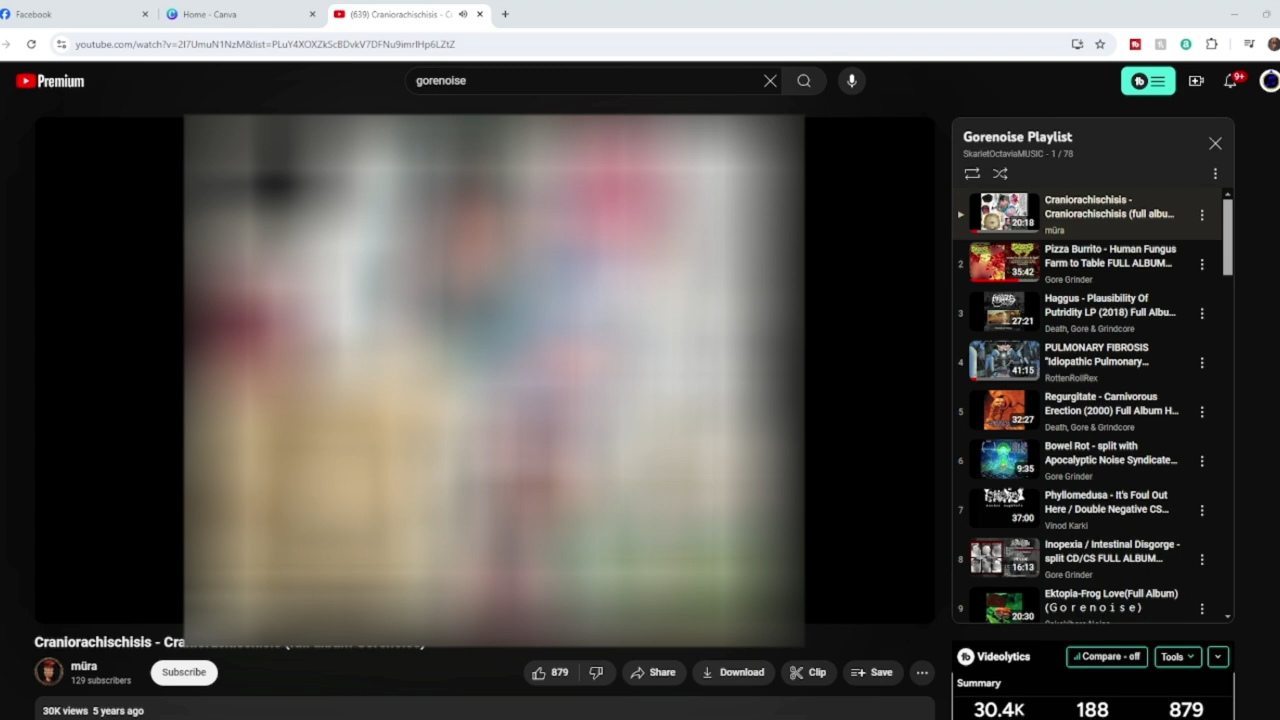 Facebook
Home - Canva
(639) Craniorachischisis - Cr
youtube.com/watch?v=2I7UmuN1NzM&list=PLuY4XOXZkScBDvkV7DFNu9imrIHp6LZtZ
Premium
gorenoise
9+
Gorenoise Playlist
SkarletOctaviaMUSIC - 1 / 78
Craniorachischisis -
Craniorachischisis (full albu...
müra
20:18
2
Pizza Burrito - Human Fungus
Farm to Table FULL ALBUM...
Gore Grinder
35:42
3
Haggus - Plausibility Of
Putridity LP (2018) Full Albu...
Death, Gore & Grindcore
27:21
4
PULMONARY FIBROSIS
"Idiopathic Pulmonary...
RottenRollRex
41:15
5
Regurgitate - Carnivorous
Erection (2000) Full Album H...
Death, Gore & Grindcore
32:27
6
Bowel Rot - split with
Apocalyptic Noise Syndicate...
Gore Grinder
9:35
7
Phyllomedusa - It's Foul Out
Here / Double Negative CS...
Vinod Karki
37:00
8
Inopexia / Intestinal Disgorge -
split CD/CS FULL ALBUM...
Gore Grinder
16:13
9
Ektopia-Frog Love(Full Album)
(G o r e n o i s e)
20:30
Craniorachischisis - Cra
müra
129 subscribers
Subscribe
879
Share
Download
Clip
Save
30K views 5 years ago
Videolytics
Compare - off
Tools
Summary
30.4K
188
879